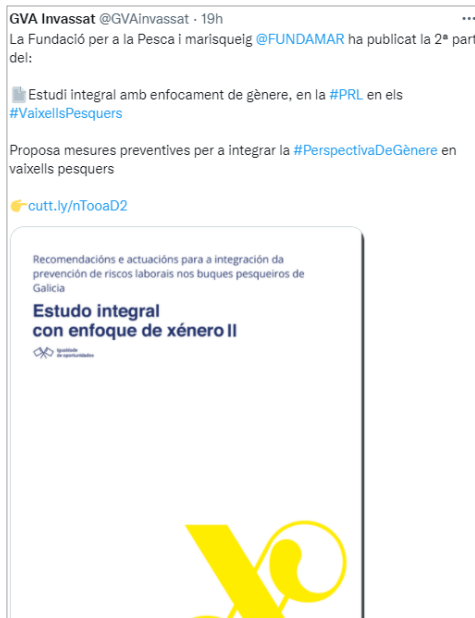 GVA Invassat @GVAinvassat · 19h
La Fundació per a la Pesca i marisqueig @FUNDAMAR ha publicat la 2ª part
del:
Estudi integral amb enfocament de gènere, en la #PRL en els
#VaixellsPesquers
Proposa mesures preventives per a integrar la #PerspectivaDeGènere en
vaixells pesquers
cutt.ly/nTooaD2
Recomendacións e actuacións para a integración da
prevención de riscos laborais nos buques pesqueiros de
Galicia
Estudo integral
con enfoque de xénero II
Igualdade
de oportunidades